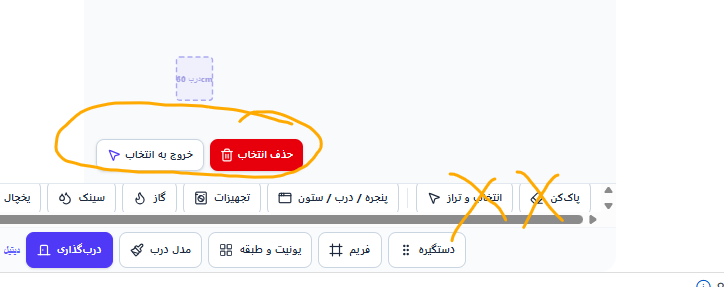 درب 60cm
حذف انتخاب خروج به انتخاب
پاک‌کن انتخاب و تراز پنجره / درب / ستون تجهیزات گاز سینک یخچال
دستگیره فریم یونیت و طبقه مدل درب درب‌گذاری